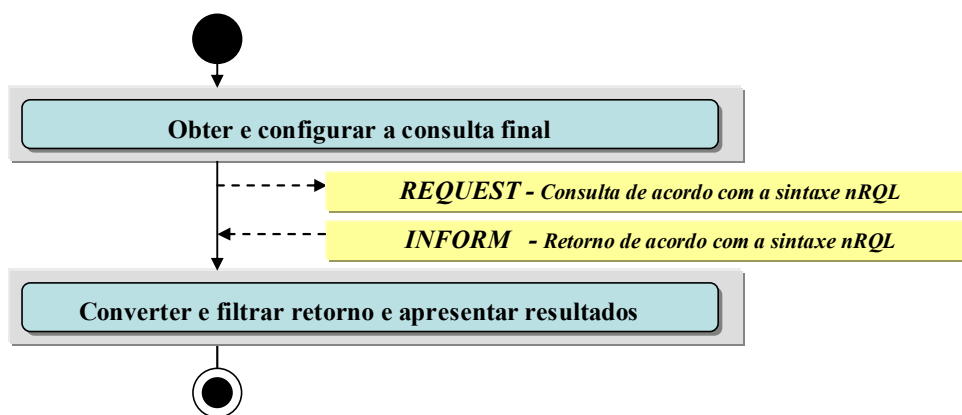 Obter e configurar a consulta final
REQUEST - Consulta de acordo com a sintaxe nRQL
INFORM - Retorno de acordo com a sintaxe nRQL
Converter e filtrar retorno e apresentar resultados